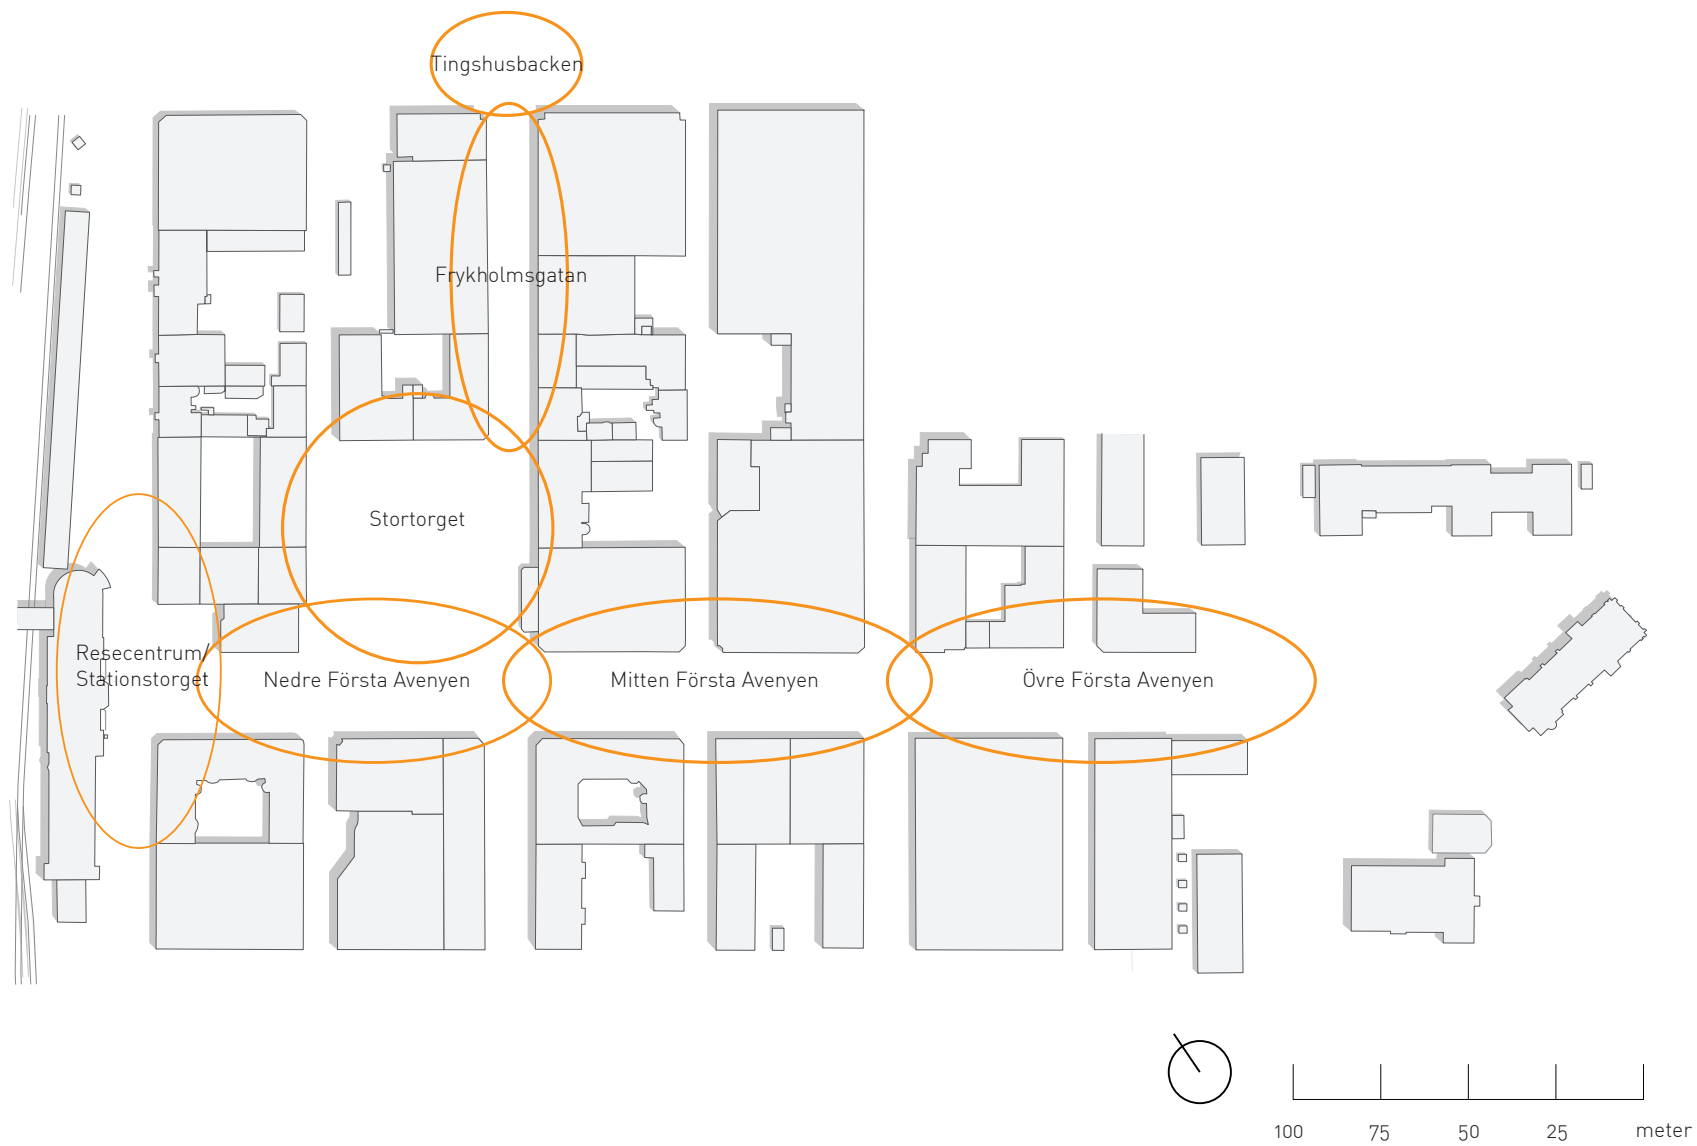 Tingshusbacken
Frykholmsgatan
Stortorget
Resecentrum/
Stationstorget
Nedre Första Avenyen
Mitten Första Avenyen
Övre Första Avenyen
100 75 50 25 meter